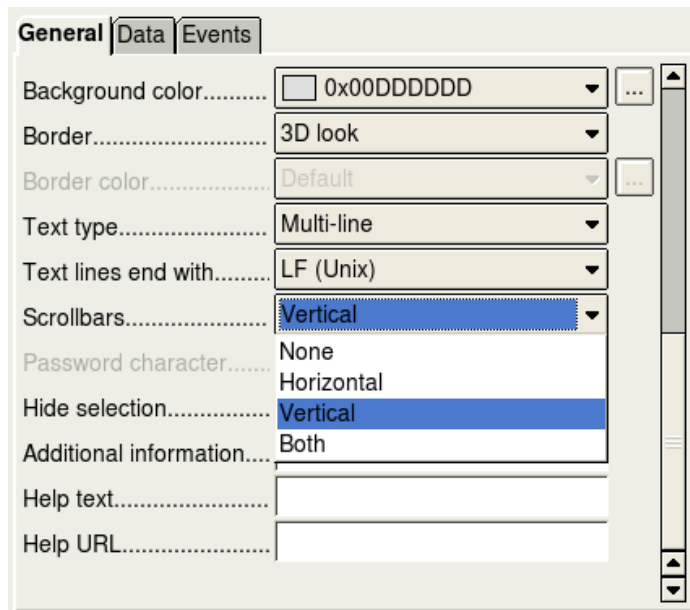 General Data Events
Background color.......... 0x00DDDDDD ...
Border........................... 3D look
Border color................... Default ...
Text type....................... Multi-line
Text lines end with......... LF (Unix)
Scrollbars...................... Vertical
None
Password character.......
Horizontal
Hide selection................. Vertical
Both
Additional information....
Help text.........................
Help URL........................